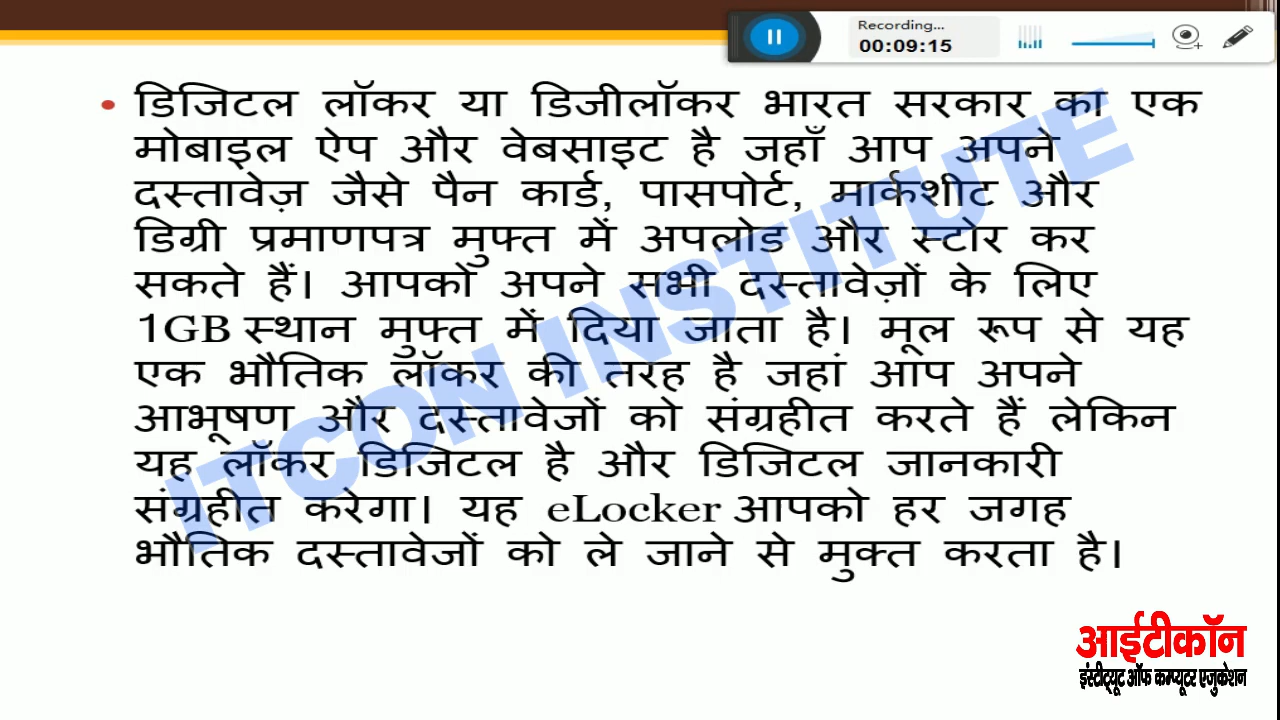 Recording...
00:09:15
• डिजिटल लॉकर या डिजीलॉकर भारत सरकार का एक
मोबाइल ऐप और वेबसाइट है जहाँ आप अपने
दस्तावेज़ जैसे पैन कार्ड, पासपोर्ट, मार्कशीट और
डिग्री प्रमाणपत्र मुफ्त में अपलोड और स्टोर कर
सकते हैं। आपको अपने सभी दस्तावेज़ों के लिए
1GB स्थान मुफ्त में दिया जाता है। मूल रूप से यह
एक भौतिक लॉकर की तरह है जहां आप अपने
आभूषण और दस्तावेजों को संग्रहीत करते हैं लेकिन
यह लॉकर डिजिटल है और डिजिटल जानकारी
संग्रहीत करेगा। यह eLocker आपको हर जगह
भौतिक दस्तावेजों को ले जाने से मुक्त करता है।
ITCON INSTITUTE
आईटीकॉन
इंस्टीट्यूट ऑफ कम्प्यूटर एजुकेशन